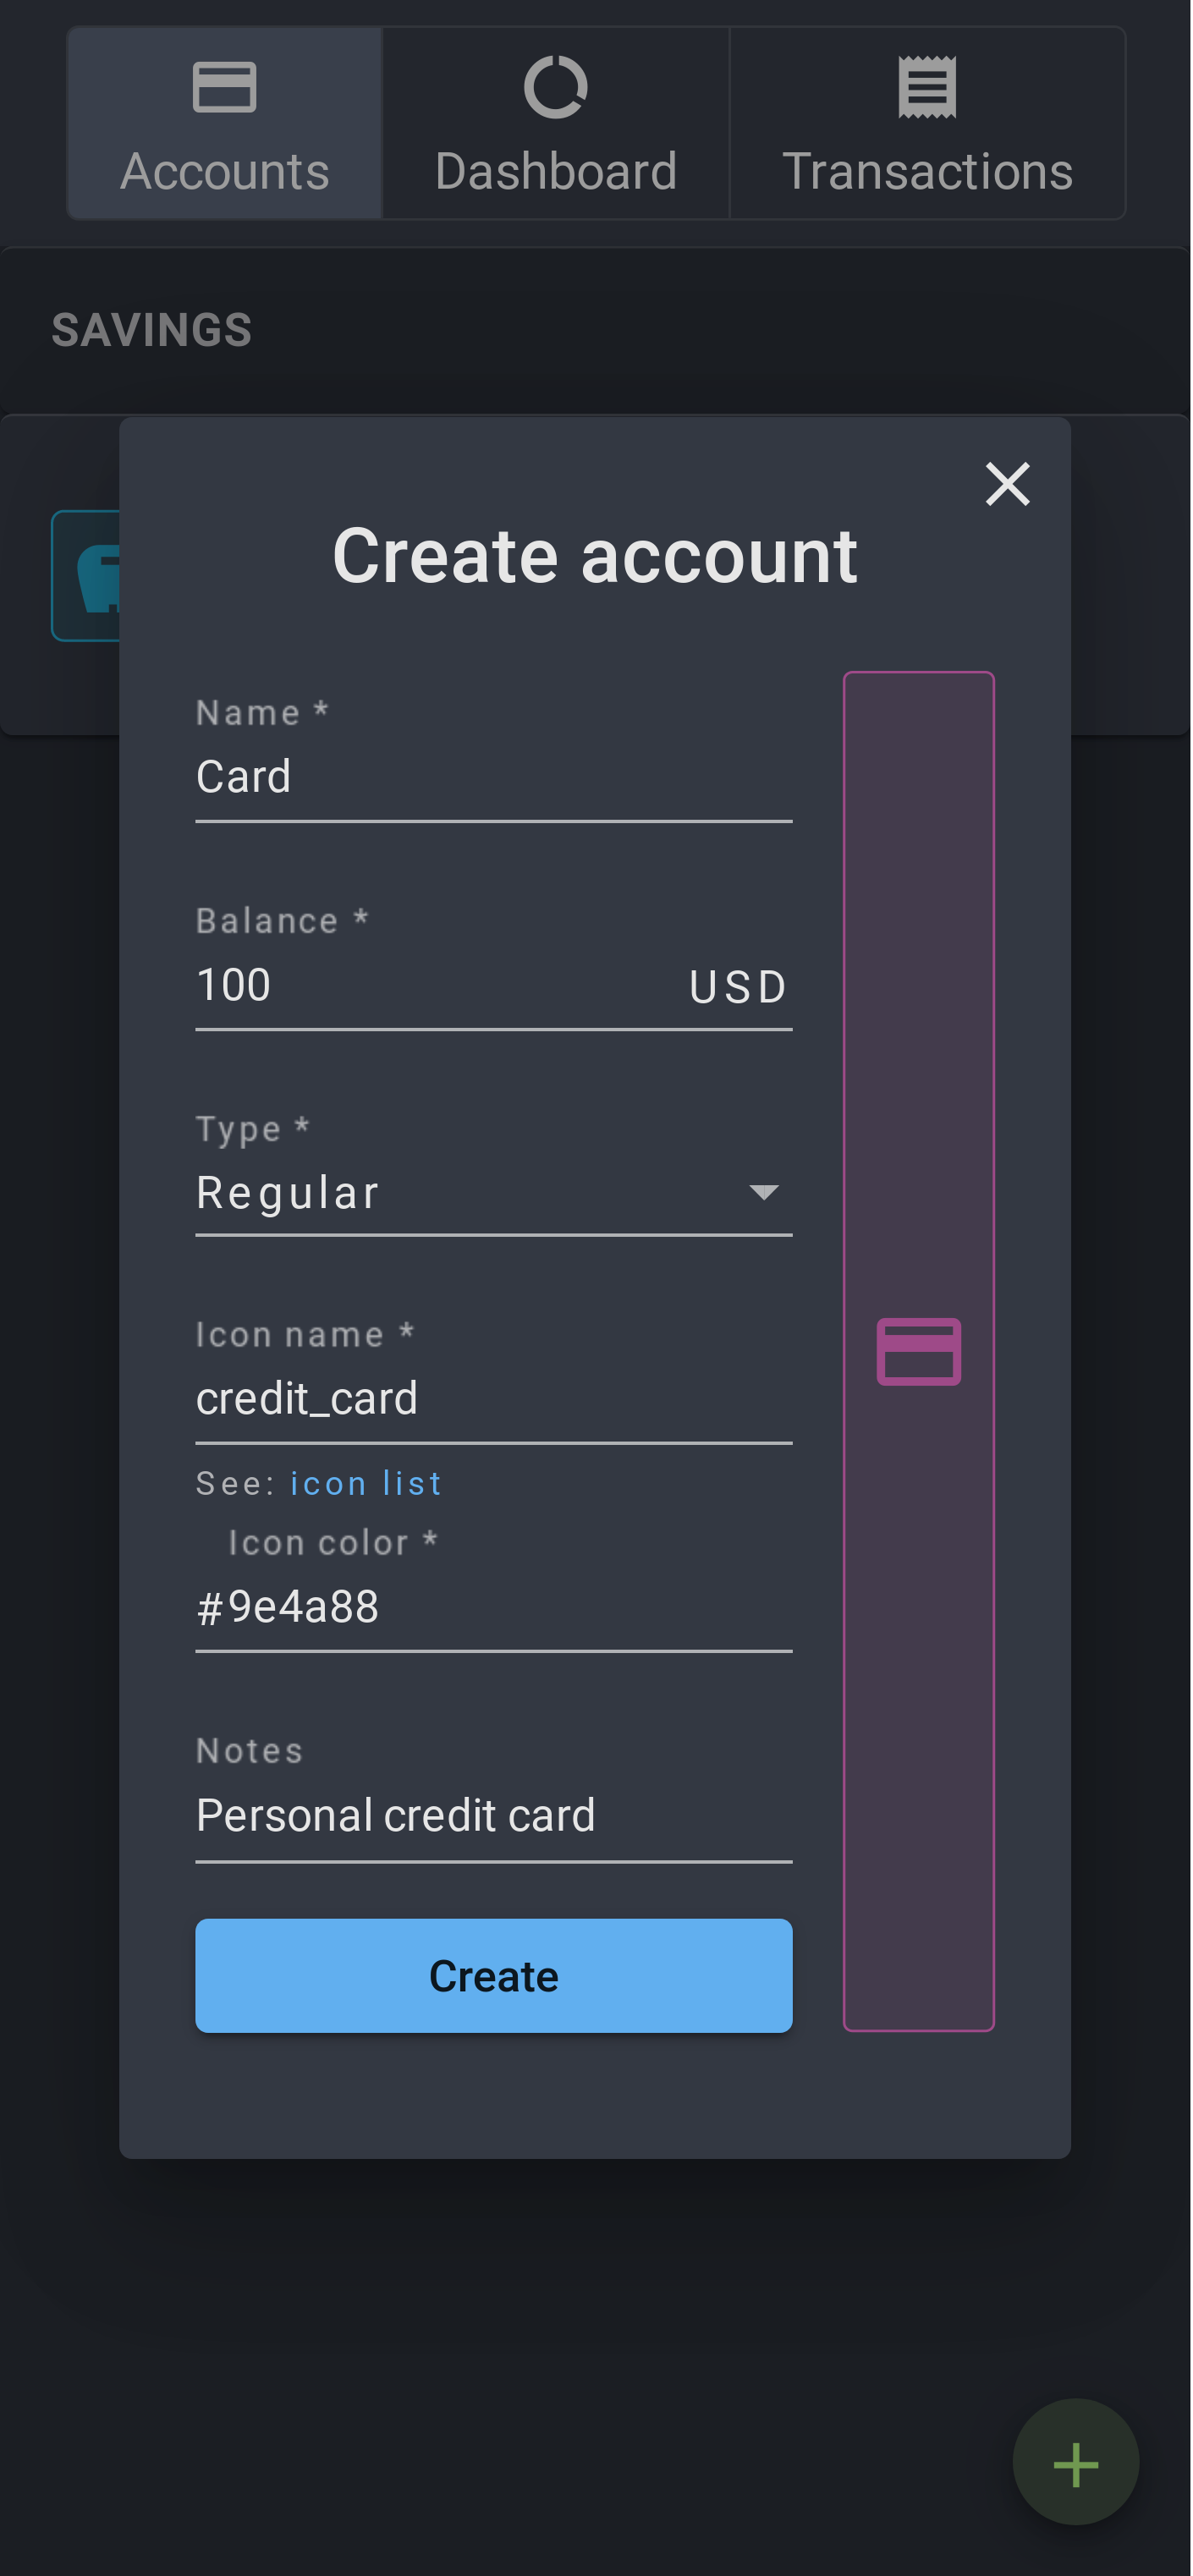 Accounts
Dashboard
Transactions
SAVINGS
Create account
Name *
Card
Balance *
100 USD
Type *
Regular
Icon name *
credit_card
See: icon list
Icon color *
#9e4a88
Notes
Personal credit card
Create